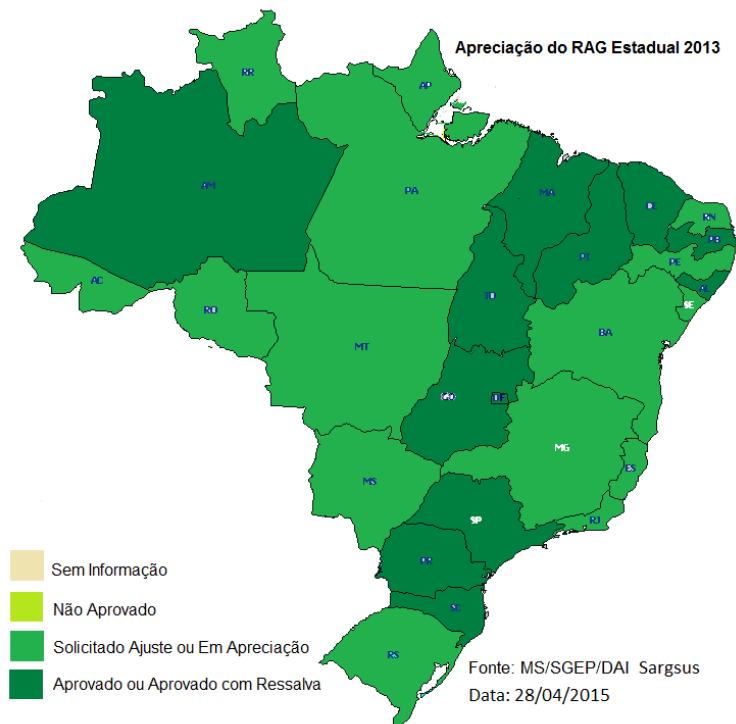 Apreciação do RAG Estadual 2013
RR
AP
AM
PA
MA
CE
RN
PB
PI
PE
AL
AC
TO
SE
RO
BA
MT
GO
DF
MG
MS
ES
SP
RJ
PR
SC
RS
Sem Informação
Não Aprovado
Solicitado Ajuste ou Em Apreciação
Aprovado ou Aprovado com Ressalva
Fonte: MS/SGEP/DAI Sargsus
Data: 28/04/2015